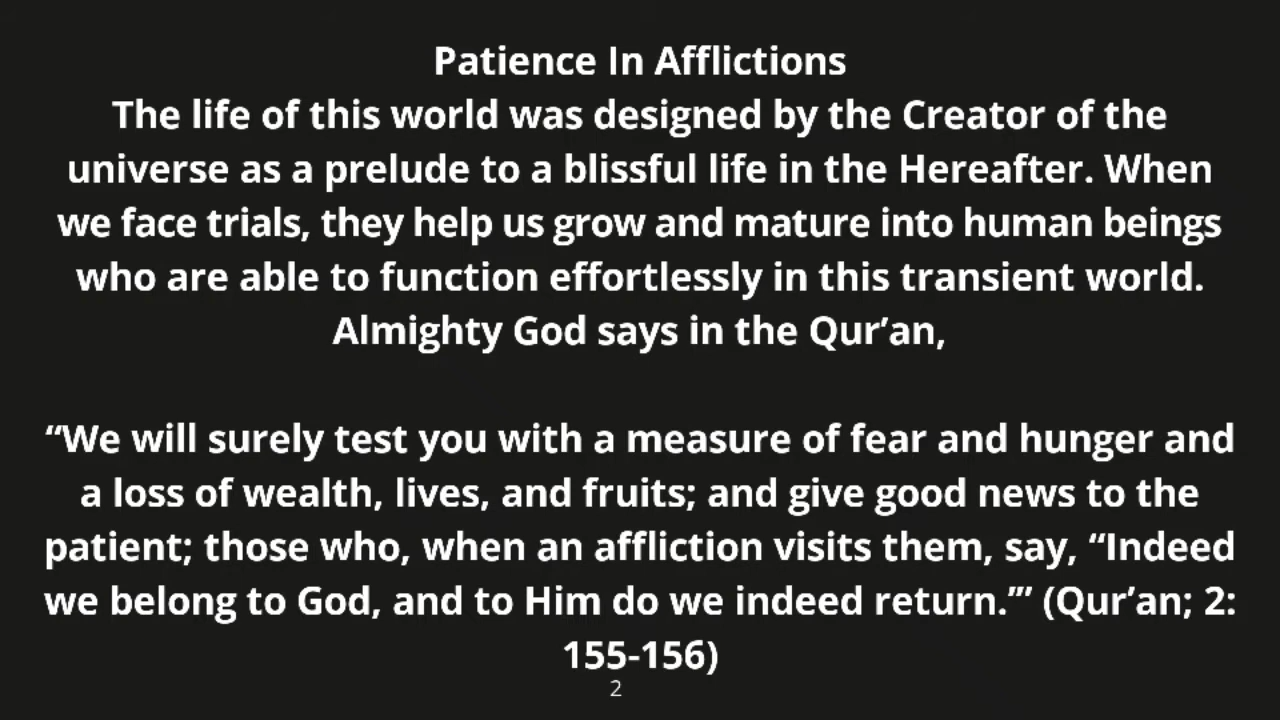 Patience In Afflictions
The life of this world was designed by the Creator of the
universe as a prelude to a blissful life in the Hereafter. When
we face trials, they help us grow and mature into human beings
who are able to function effortlessly in this transient world.
Almighty God says in the Qur’an,
“We will surely test you with a measure of fear and hunger and
a loss of wealth, lives, and fruits; and give good news to the
patient; those who, when an affliction visits them, say, “Indeed
we belong to God, and to Him do we indeed return.”’ (Qur’an; 2:
155-156)
2